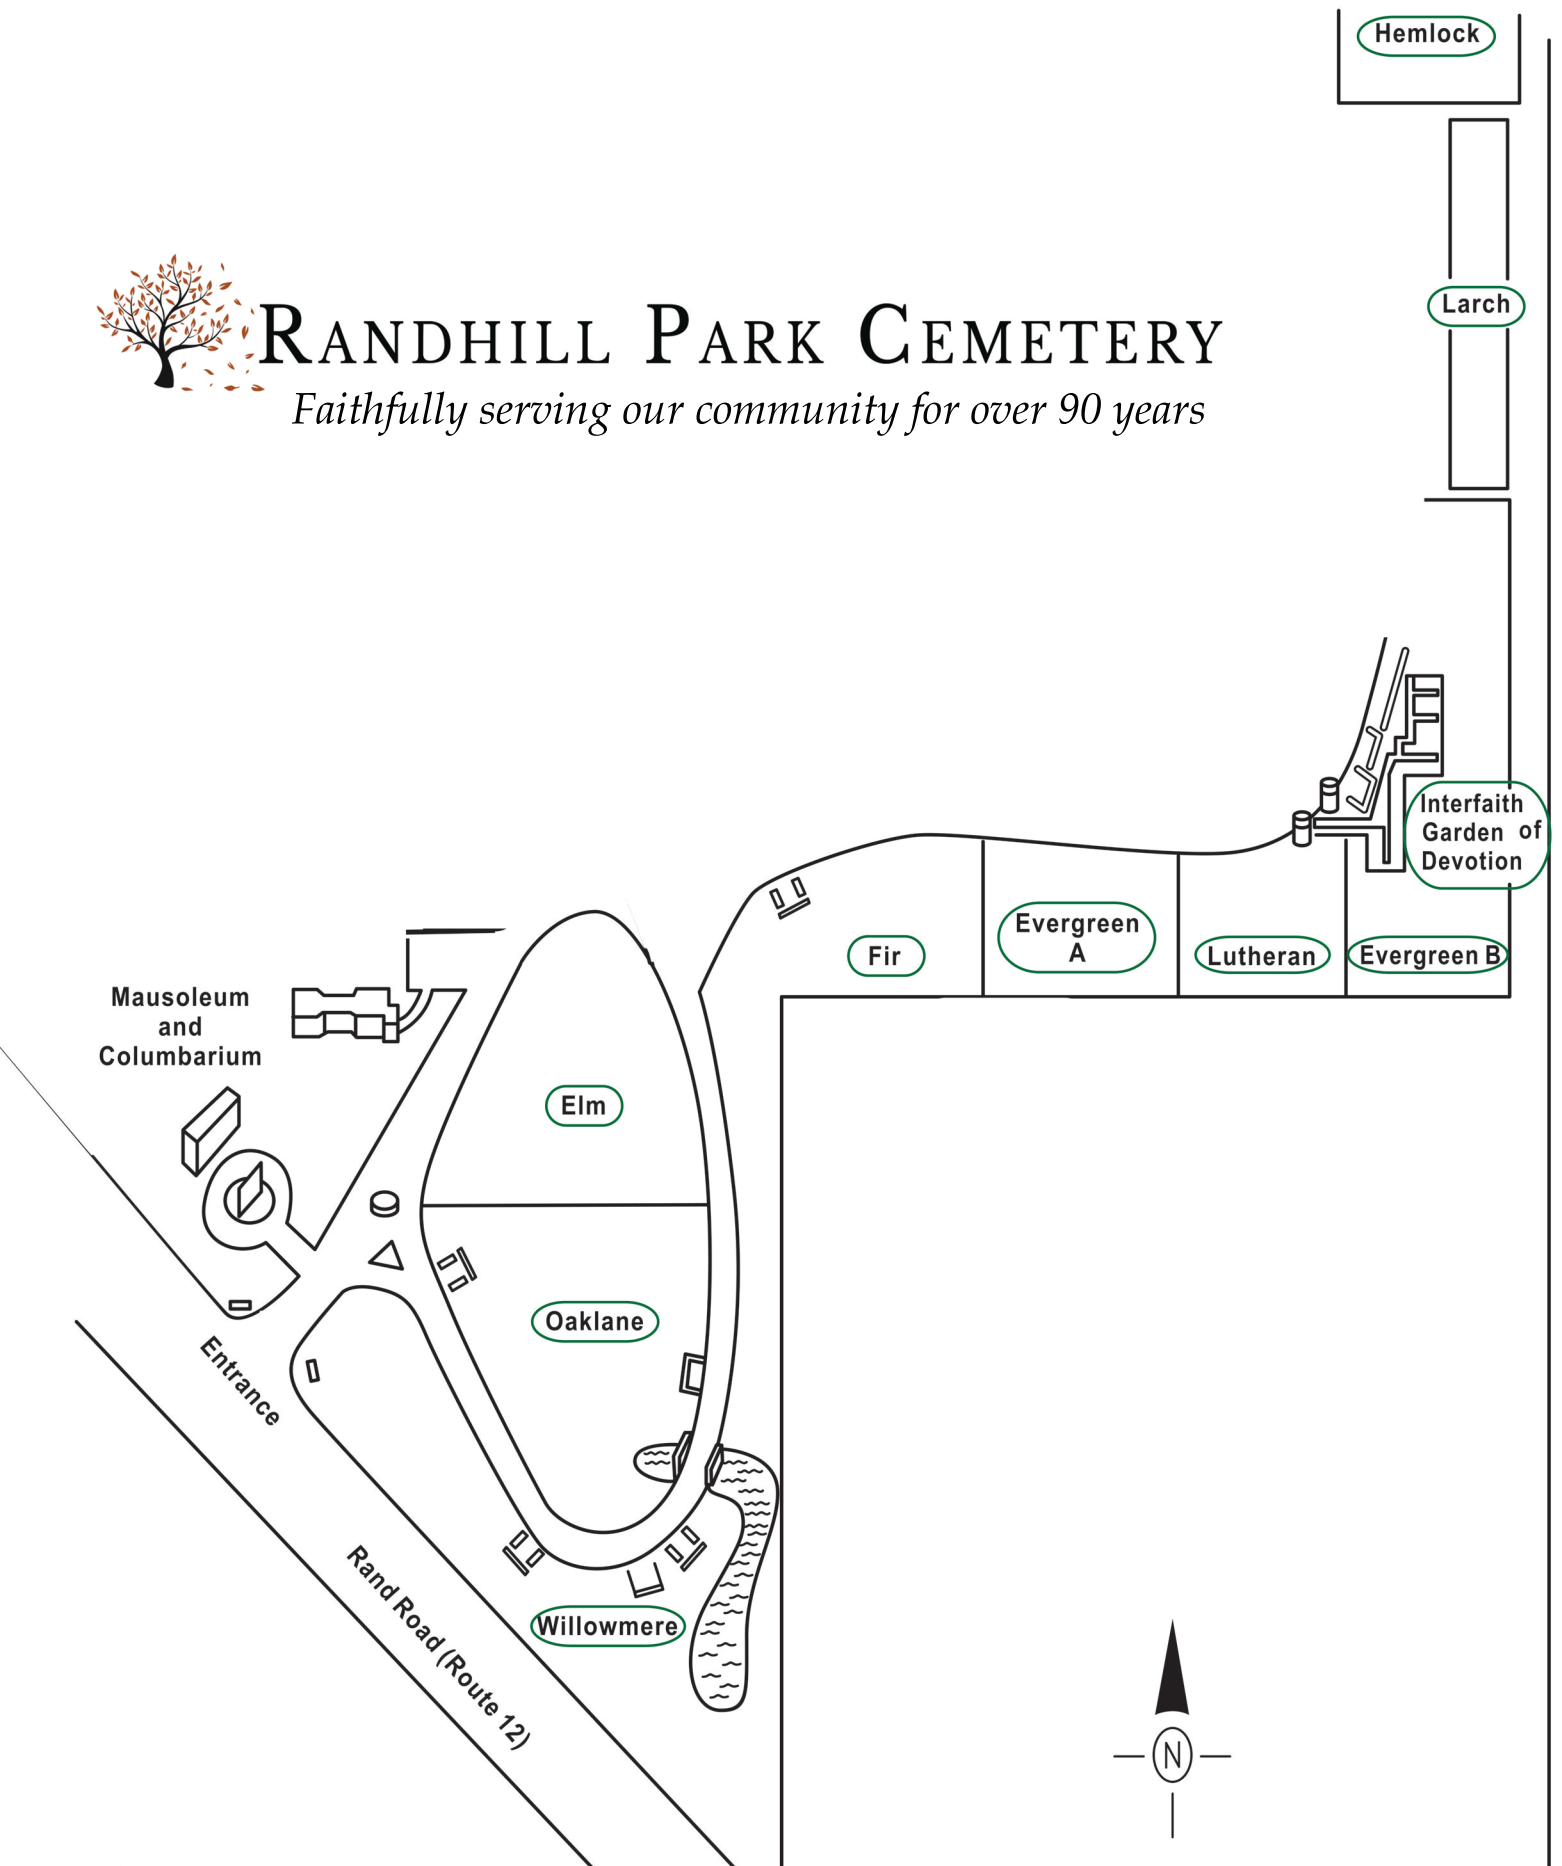 Hemlock
Larch
RANDHILL PARK CEMETERY
Faithfully serving our community for over 90 years
Interfaith
Garden of
Devotion
Evergreen
A
Fir
Lutheran
Evergreen B
Mausoleum
and
Columbarium
Elm
Oaklane
Entrance
Willowmere
Rand Road (Route 12)
N